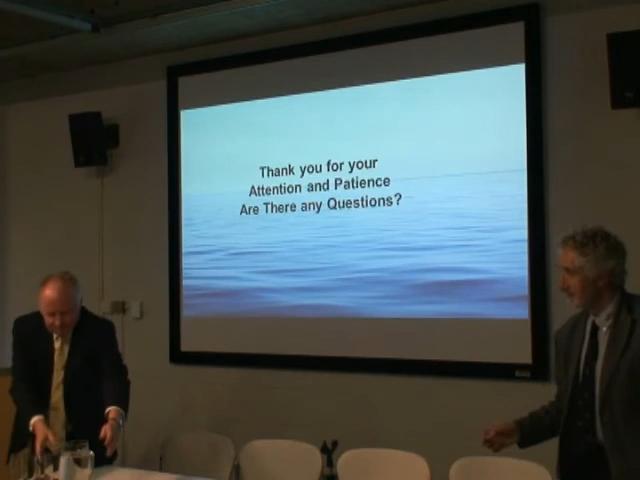 Thank you for your
Attention and Patience
Are There any Questions?